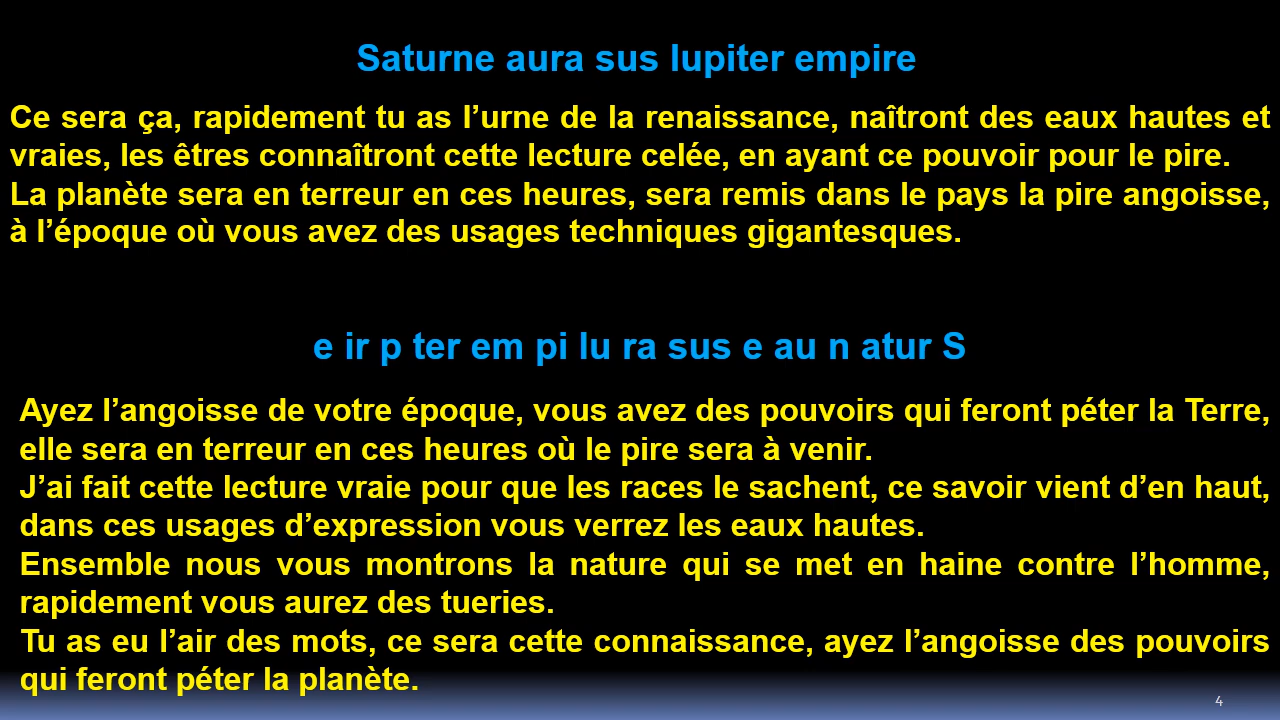 Saturne aura sus Iupiter empire
Ce sera ça, rapidement tu as l’urne de la renaissance, naîtront des eaux hautes et
vraies, les êtres connaîtront cette lecture celée, en ayant ce pouvoir pour le pire.
La planète sera en terreur en ces heures, sera remis dans le pays la pire angoisse,
à l’époque où vous avez des usages techniques gigantesques.
e ir p ter em pi Iu ra sus e au n atur S
Ayez l’angoisse de votre époque, vous avez des pouvoirs qui feront péter la Terre,
elle sera en terreur en ces heures où le pire sera à venir.
J’ai fait cette lecture vraie pour que les races le sachent, ce savoir vient d’en haut,
dans ces usages d’expression vous verrez les eaux hautes.
Ensemble nous vous montrons la nature qui se met en haine contre l’homme,
rapidement vous aurez des tueries.
Tu as eu l’air des mots, ce sera cette connaissance, ayez l’angoisse des pouvoirs
qui feront péter la planète.
4